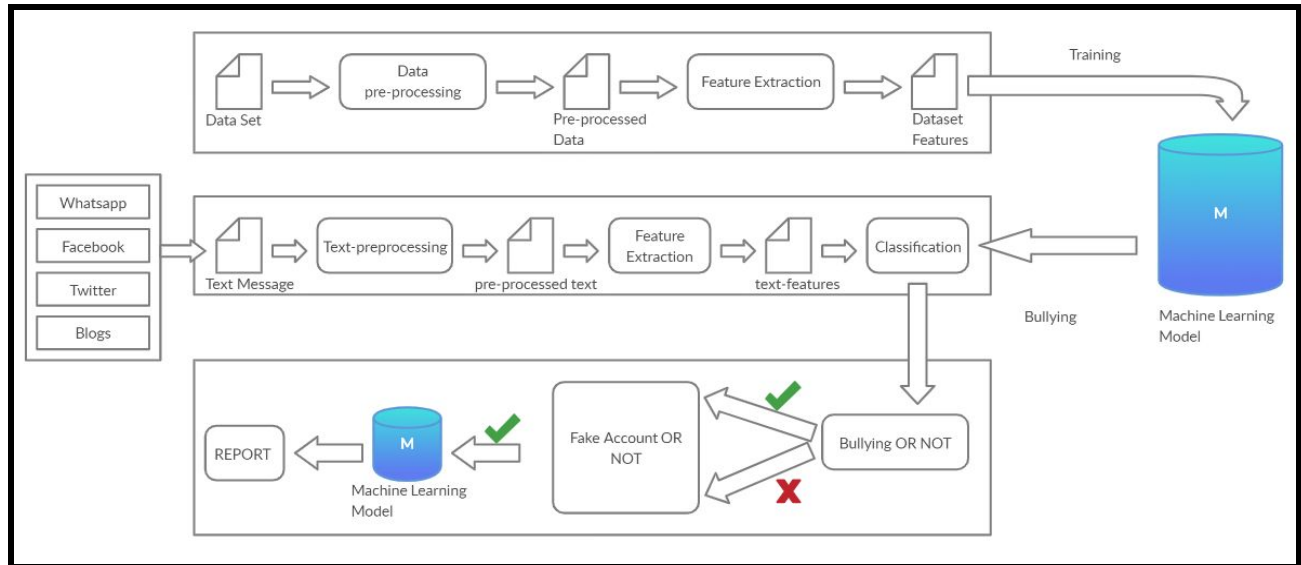 Data
pre-processing
Feature Extraction
Training
Data Set
Pre-processed
Data
Dataset
Features
Whatsapp
Facebook
Twitter
Blogs
Text-preprocessing
Feature
Extraction
Classification
Text Message
pre-processed text
text-features
M
Bullying
Machine Learning
Model
REPORT
M
Machine Learning
Model
Fake Account OR
NOT
Bullying OR NOT